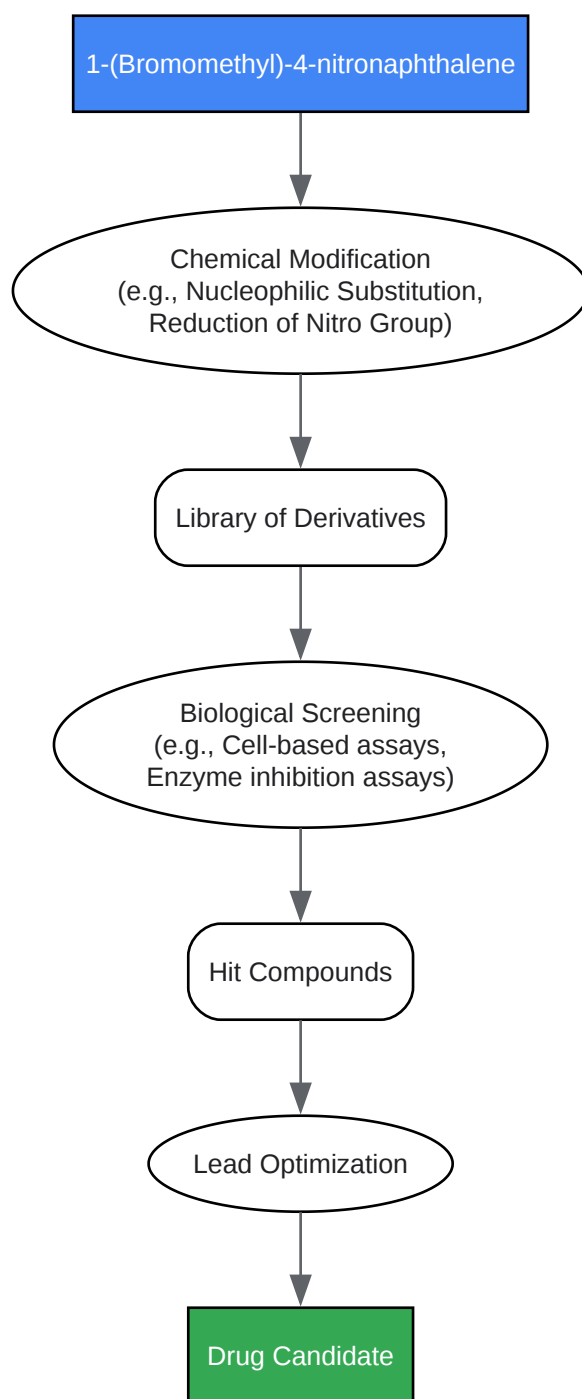 1-(Bromomethyl)-4-nitronaphthalene
Chemical Modification
(e.g., Nucleophilic Substitution,
Reduction of Nitro Group)
Library of Derivatives
Biological Screening
(e.g., Cell-based assays,
Enzyme inhibition assays)
Hit Compounds
Lead Optimization
Drug Candidate